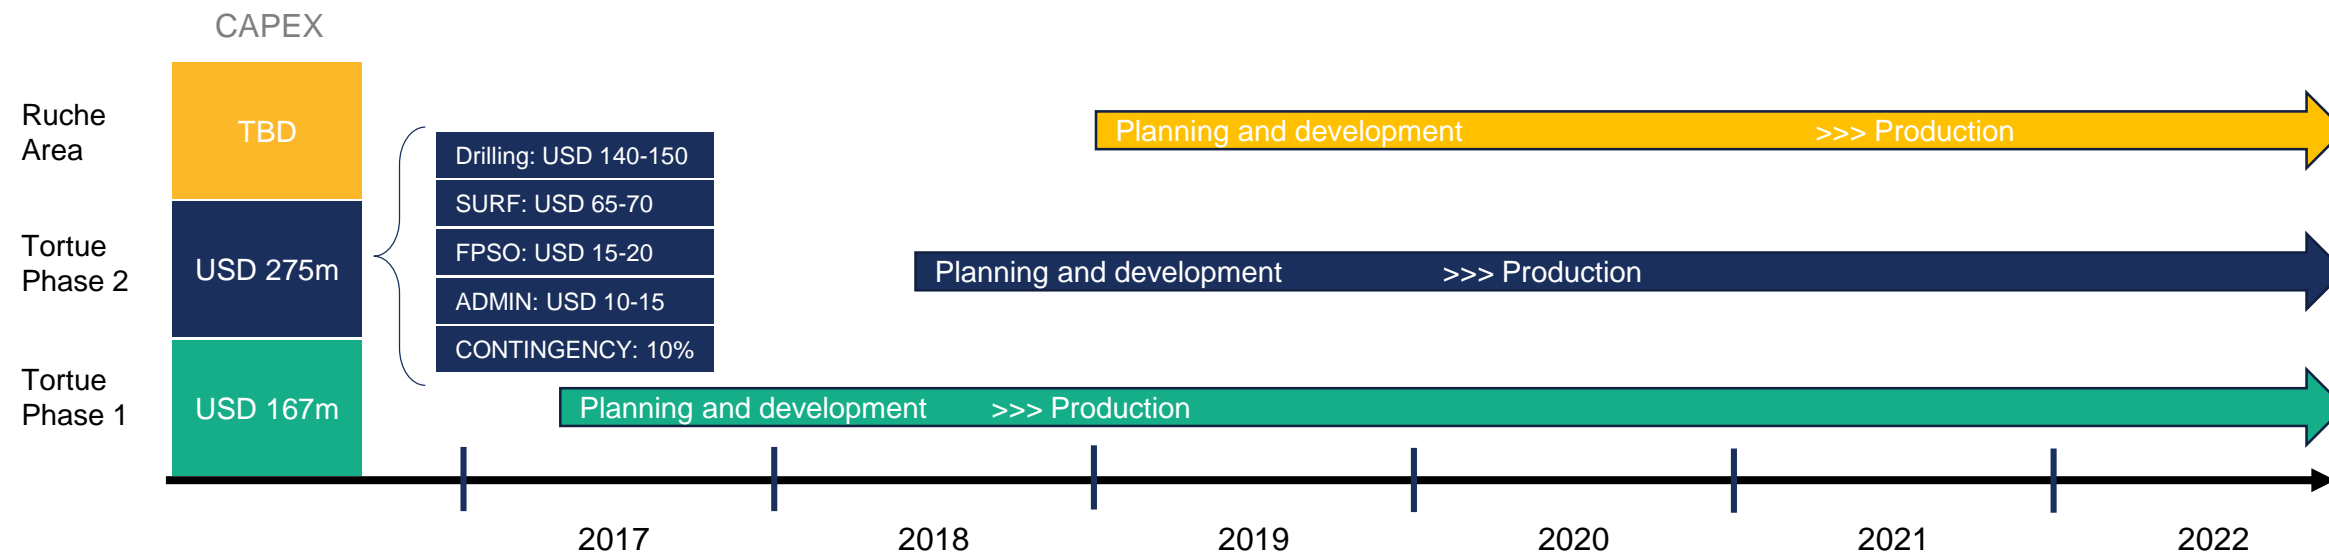 CAPEX
Ruche
Area
TBD
Planning and development >>> Production
Drilling: USD 140-150
SURF: USD 65-70
FPSO: USD 15-20
ADMIN: USD 10-15
CONTINGENCY: 10%
Tortue
Phase 2
USD 275m
Planning and development >>> Production
Tortue
Phase 1
USD 167m
Planning and development >>> Production
2017 2018 2019 2020 2021 2022